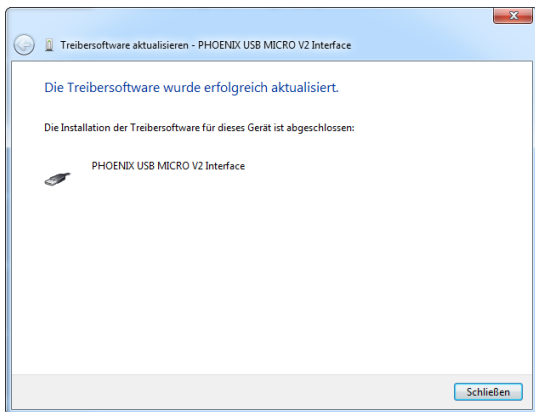 Treibersoftware aktualisieren - PHOENIX USB MICRO V2 Interface
Die Treibersoftware wurde erfolgreich aktualisiert.
Die Installation der Treibersoftware für dieses Gerät ist abgeschlossen:
PHOENIX USB MICRO V2 Interface
Schließen